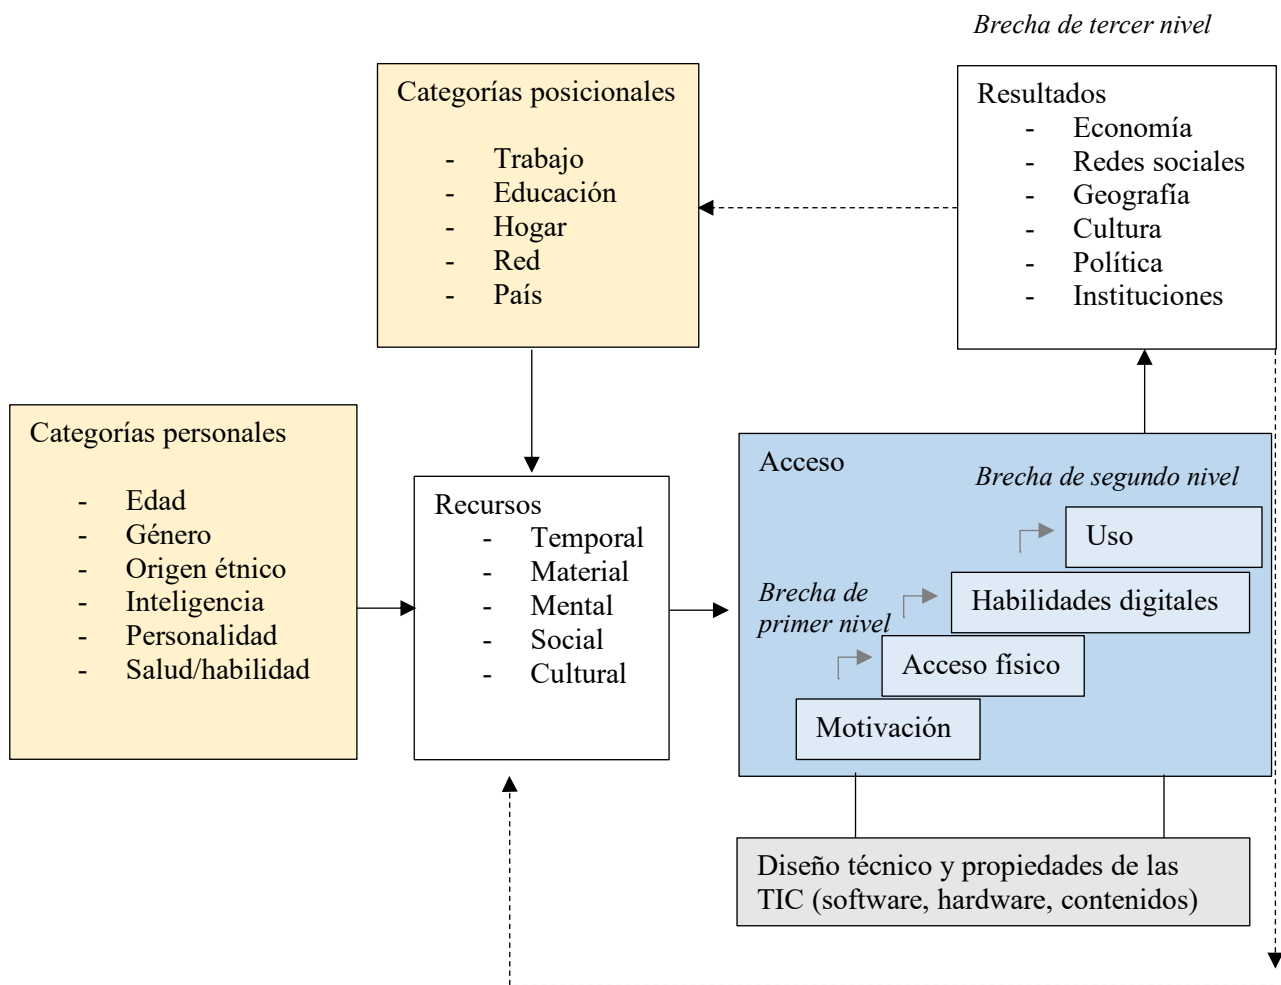 Brecha de tercer nivel
Categorías posicionales
- Trabajo
- Educación
- Hogar
- Red
- País
Resultados
- Economía
- Redes sociales
- Geografía
- Cultura
- Política
- Instituciones
Categorías personales
- Edad
- Género
- Origen étnico
- Inteligencia
- Personalidad
- Salud/habilidad
Recursos
- Temporal
- Material
- Mental
- Social
- Cultural
Acceso
Brecha de segundo nivel
Uso
Brecha de
primer nivel
Habilidades digitales
Acceso físico
Motivación
Diseño técnico y propiedades de las
TIC (software, hardware, contenidos)